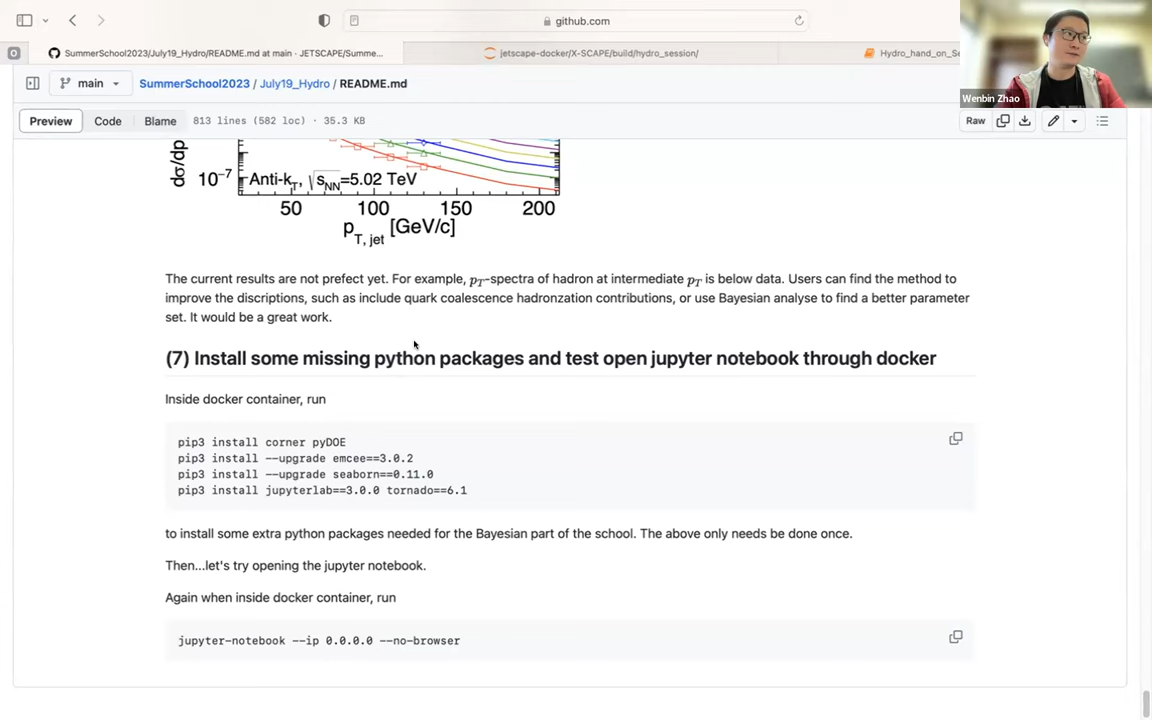 github.com
SummerSchool2023/July19_Hydro/README.md at main · JETSCAPE/Summe...
jetscape-docker/X-SCAPE/build/hydro_session/
Hydro_hand_on_Se
main
SummerSchool2023 / July19_Hydro / README.md
Wenbin Zhao
Preview Code Blame 813 lines (582 loc) · 35.3 KB
Raw
dσ/dp
10⁻⁷
Anti-kT, √sNN=5.02 TeV
50 100 150 200
pT, jet [GeV/c]
The current results are not prefect yet. For example, pT-spectra of hadron at intermediate pT is below data. Users can find the method to
improve the discriptions, such as include quark coalescence hadronzation contributions, or use Bayesian analyse to find a better parameter
set. It would be a great work.
(7) Install some missing python packages and test open jupyter notebook through docker
Inside docker container, run
pip3 install corner pyDOE
pip3 install --upgrade emcee==3.0.2
pip3 install --upgrade seaborn==0.11.0
pip3 install jupyterlab==3.0.0 tornado==6.1
to install some extra python packages needed for the Bayesian part of the school. The above only needs be done once.
Then...let's try opening the jupyter notebook.
Again when inside docker container, run
jupyter-notebook --ip 0.0.0.0 --no-browser